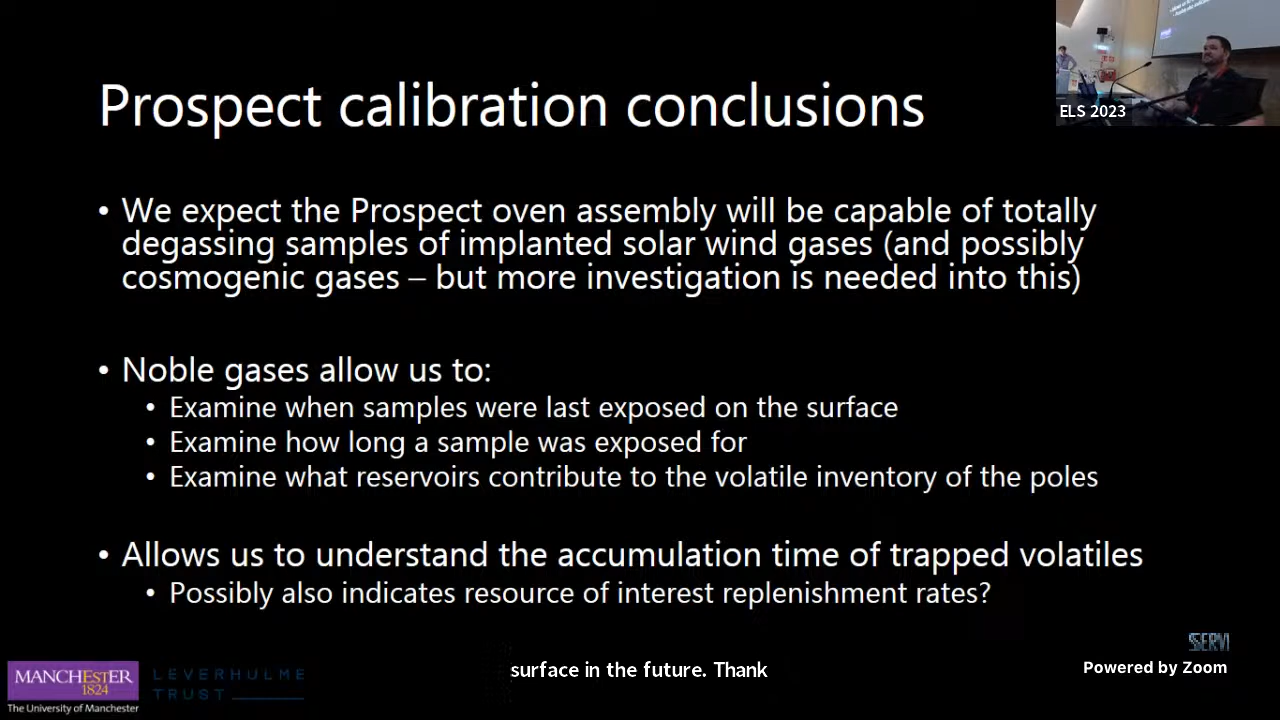 Prospect calibration conclusions
ELS 2023
• We expect the Prospect oven assembly will be capable of totally
degassing samples of implanted solar wind gases (and possibly
cosmogenic gases – but more investigation is needed into this)
• Noble gases allow us to:
• Examine when samples were last exposed on the surface
• Examine how long a sample was exposed for
• Examine what reservoirs contribute to the volatile inventory of the poles
• Allows us to understand the accumulation time of trapped volatiles
• Possibly also indicates resource of interest replenishment rates?
MANCHESTER
1824
The University of Manchester
LEVERHULME
TRUST
surface in the future. Thank
SSERVI
Powered by Zoom